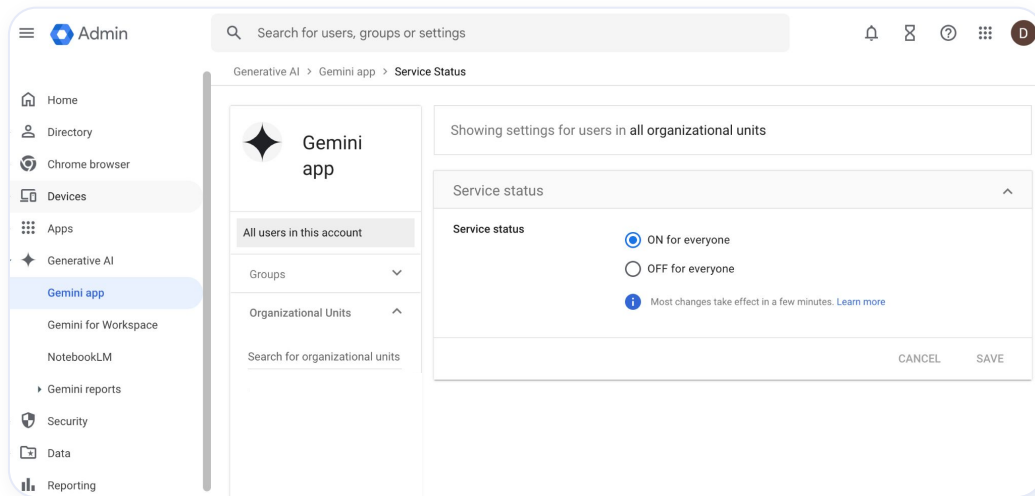 Admin
Search for users, groups or settings
D
Generative AI > Gemini app > Service Status
Home
Directory
Chrome browser
Devices
Apps
Generative AI
Gemini app
Gemini for Workspace
NotebookLM
Gemini reports
Security
Data
Reporting
Gemini
app
All users in this account
Groups
Organizational Units
Search for organizational units
Showing settings for users in all organizational units
Service status
Service status
ON for everyone
OFF for everyone
Most changes take effect in a few minutes. Learn more
CANCEL SAVE